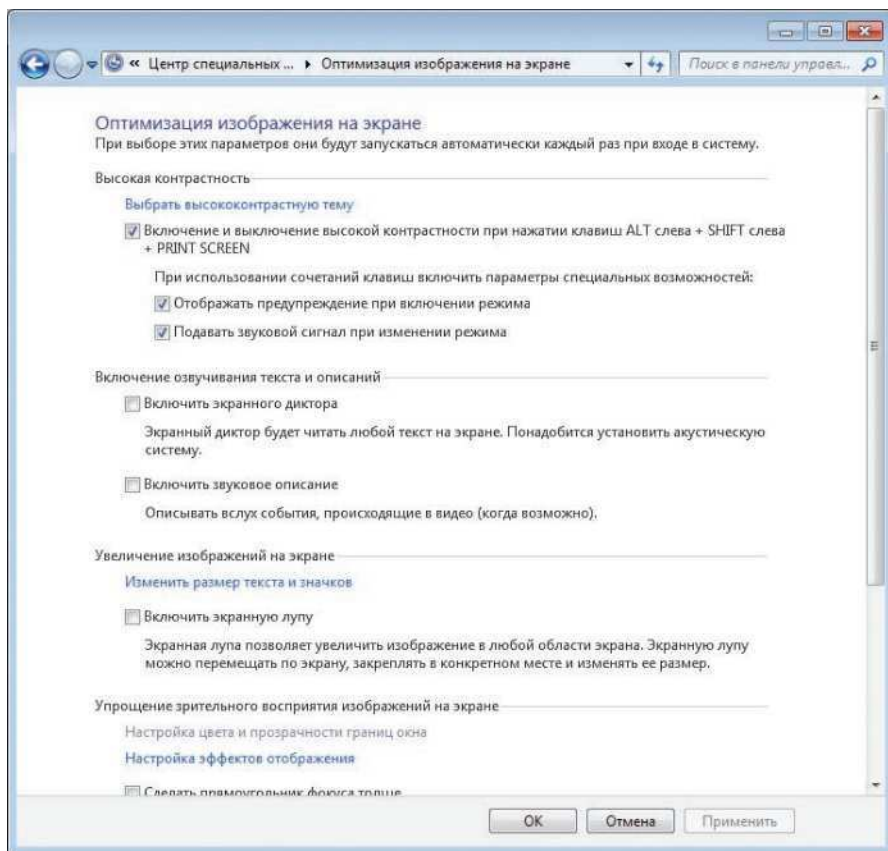 « Центр специальных ... Оптимизация изображения на экране Поиск в панели управл...
Оптимизация изображения на экране
При выборе этих параметров они будут запускаться автоматически каждый раз при входе в систему.
Высокая контрастность
Выбрать высококонтрастную тему
Включение и выключение высокой контрастности при нажатии клавиш ALT слева + SHIFT слева
+ PRINT SCREEN
При использовании сочетаний клавиш включить параметры специальных возможностей:
Отображать предупреждение при включении режима
Подавать звуковой сигнал при изменении режима
Включение озвучивания текста и описаний
Включить экранного диктора
Экранный диктор будет читать любой текст на экране. Понадобится установить акустическую
систему.
Включить звуковое описание
Описывать вслух события, происходящие в видео (когда возможно).
Увеличение изображений на экране
Изменить размер текста и значков
Включить экранную лупу
Экранная лупа позволяет увеличить изображение в любой области экрана. Экранную лупу
можно перемещать по экрану, закреплять в конкретном месте и изменять ее размер.
Упрощение зрительного восприятия изображений на экране
Настройка цвета и прозрачности границ окна
Настройка эффектов отображения
Сделать прямоугольник фокуса толще
ОК Отмена Применить